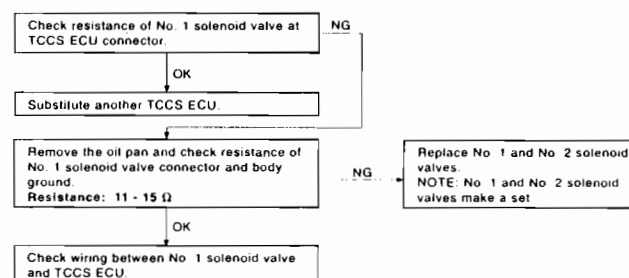 Check resistance of No. 1 solenoid valve at
TCCS ECU connector.
NG
OK
Substitute another TCCS ECU.
Remove the oil pan and check resistance of
No. 1 solenoid valve connector and body
ground.
Resistance: 11 - 15 Ω
NG
Replace No 1 and No 2 solenoid
valves.
NOTE: No 1 and No 2 solenoid
valves make a set
OK
Check wiring between No 1 solenoid valve
and TCCS ECU.